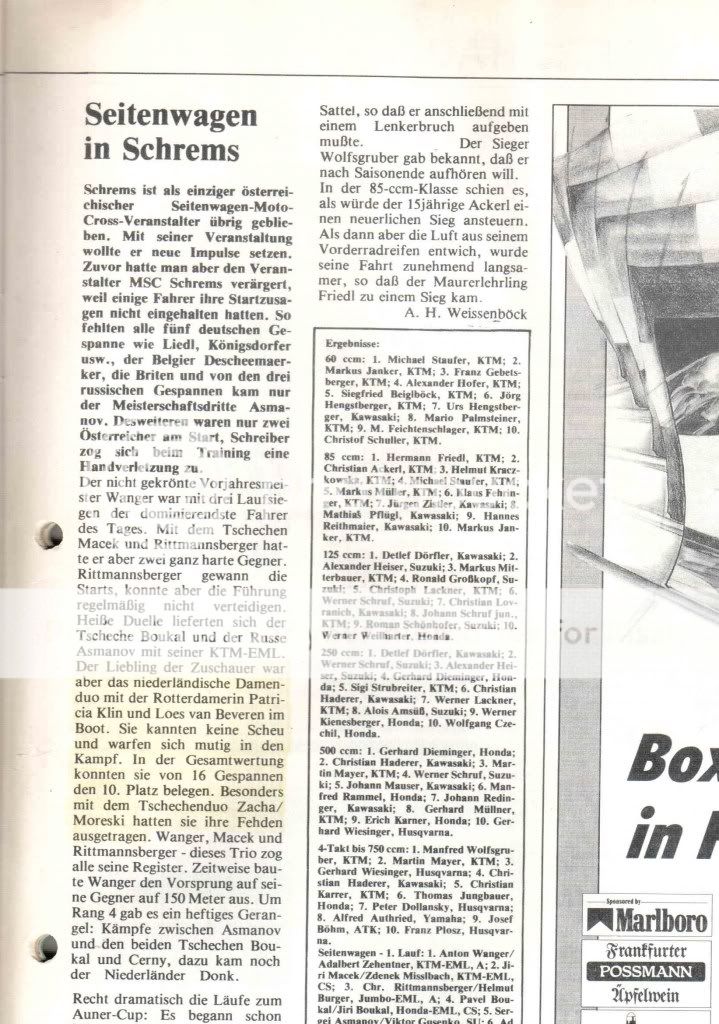 Seitenwagen
in Schrems
Schrems ist als einziger österrei-
chischer Seitenwagen-Moto-
Cross-Veranstalter übrig geblie-
ben. Mit seiner Veranstaltung
wollte er neue Impulse setzen.
Zuvor hatte man aber den Veran-
stalter MSC Schrems verärgert,
weil einige Fahrer ihre Startzusa-
gen nicht eingehalten hatten. So
fehlten alle fünf deutschen Ge-
spanne wie Liedl, Königsdorfer
usw., der Belgier Descheemaer-
ker, die Briten und von den drei
russischen Gespannen kam nur
der Meisterschaftsdritte Asma-
nov. Desweiteren waren nur zwei
Österreicher am Start, Schreiber
zog sich beim Training eine
Handverletzung zu.
Der nicht gekrönte Vorjahresmei-
ster Wanger war mit drei Laufsie-
gen der dominierendste Fahrer
des Tages. Mit dem Tschechen
Macek und Rittmannsberger hat-
te er aber zwei ganz harte Gegner.
Rittmannsberger gewann die
Starts, konnte aber die Führung
regelmäßig nicht verteidigen.
Heiße Duelle lieferten sich der
Tscheche Boukal und der Russe
Asmanov mit seiner KTM-EML.
Der Liebling der Zuschauer war
aber das niederländische Damen-
duo mit der Rotterdamerin Patri-
cia Klin und Loes van Beveren im
Boot. Sie kannten keine Scheu
und warfen sich mutig in den
Kampf. In der Gesamtwertung
konnten sie von 16 Gespannen
den 10. Platz belegen. Besonders
mit dem Tschechenduo Zacha/
Moreski hatten sie ihre Fehden
ausgetragen. Wanger, Macek und
Rittmannsberger - dieses Trio zog
alle seine Register. Zeitweise bau-
te Wanger den Vorsprung auf sei-
ne Gegner auf 150 Meter aus. Um
Rang 4 gab es ein heftiges Geran-
gel: Kämpfe zwischen Asmanov
und den beiden Tschechen Bou-
kal und Cerny, dazu kam noch
der Niederländer Donk.
Recht dramatisch die Läufe zum
Auner-Cup: Es begann schon
Sattel, so daß er anschließend mit
einem Lenkerbruch aufgeben
mußte. Der Sieger
Wolfsgruber gab bekannt, daß er
nach Saisonende aufhören will.
In der 85-ccm-Klasse schien es,
als würde der 15jährige Ackerl ei-
nen neuerlichen Sieg ansteuern.
Als dann aber die Luft aus seinem
Vorderradreifen entwich, wurde
seine Fahrt zunehmend langsa-
mer, so daß der Maurerlehrling
Friedl zu einem Sieg kam.
A. H. Weissenböck
Ergebnisse:
60 ccm: 1. Michael Staufer, KTM; 2.
Markus Janker, KTM; 3. Franz Gebets-
berger, KTM; 4. Alexander Hofer, KTM;
5. Siegfried Beiglböck, KTM; 6. Jörg
Hengstberger, KTM; 7. Urs Hengstber-
ger, Kawasaki; 8. Mario Palmsteiner,
KTM; 9. M. Feichtenschlager, KTM; 10.
Christof Schuller, KTM.
85 ccm: 1. Hermann Friedl, KTM; 2.
Christian Ackerl, KTM; 3. Helmut Kracz-
kowska, KTM; 4. Michael Staufer, KTM,
5. Markus Müller, KTM; 6. Klaus Fehrin-
ger, KTM; 7. Jürgen Zistler, Kawasaki; 8.
Mathias Pflügl, Kawasaki; 9. Hannes
Reithmaier, Kawasaki; 10. Markus Jan-
ker, KTM.
125 ccm: 1. Detlef Dörfler, Kawasaki; 2.
Alexander Heiser, Suzuki; 3. Markus Mit-
terbauer, KTM; 4. Ronald Großkopf, Su-
zuki; 5. Christoph Lackner, KTM; 6.
Werner Schruf, Suzuki; 7. Christian Lov-
ranich, Kawasaki; 8. Johann Schruf jun.,
KTM; 9. Roman Schönhofer, Suzuki; 10.
Werner Weilharter, Honda.
250 ccm: 1. Detlef Dörfler, Kawasaki; 2.
Werner Schruf, Suzuki; 3. Alexander Hei-
ser, Suzuki; 4. Gerhard Dieminger, Hon-
da; 5. Sigi Strubreiter, KTM; 6. Christian
Haderer, Kawasaki; 7. Werner Lackner,
KTM; 8. Alois Amsüß, Suzuki; 9. Werner
Kienesberger, Honda; 10. Wolfgang Cze-
chil, Honda.
500 ccm: 1. Gerhard Dieminger, Honda;
2. Christian Haderer, Kawasaki; 3. Mar-
tin Mayer, KTM; 4. Werner Schruf, Suzu-
ki; 5. Johann Mauser, Kawasaki; 6. Man-
fred Rammel, Honda; 7. Johann Redin-
ger, Kawasaki; 8. Gerhard Müllner,
KTM; 9. Erich Karner, Honda; 10. Ger-
hard Wiesinger, Husqvarna.
4-Takt bis 750 ccm: 1. Manfred Wolfsgru-
ber, KTM; 2. Martin Mayer, KTM; 3.
Gerhard Wiesinger, Husqvarna; 4. Chri-
stian Haderer, Kawasaki; 5. Christian
Karrer, KTM; 6. Thomas Jungbauer,
Honda; 7. Peter Dollansky, Husqvarna;
8. Alfred Authried, Yamaha; 9. Josef
Böhm, ATK; 10. Franz Plosz, Husqvar-
na.
Seitenwagen - 1. Lauf: 1. Anton Wanger/
Adalbert Zehentner, KTM-EML, A; 2. Ji-
ri Macek/Zdenek Misslbach, KTM-EML,
CS; 3. Chr. Rittmannsberger/Helmut
Burger, Jumbo-EML, A; 4. Pavel Bou-
kal/Jiri Boukal, Honda-EML, CS; 5. Ser-
gei Asmanov/Viktor Gusenko, SU; 6. Ad
Box
in
Sponsored by
Marlboro
Frankfurter
POSSMANN
Äpfelwein
for